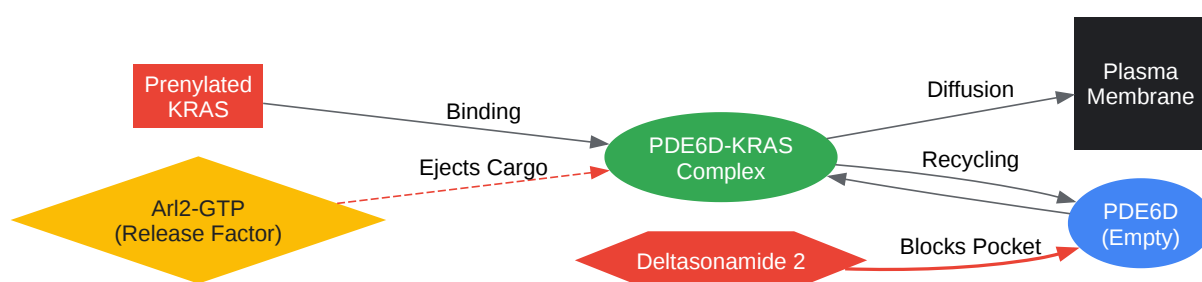 Prenylated
KRAS
Binding
Arl2-GTP
(Release Factor)
Ejects Cargo
PDE6D-KRAS
Complex
Deltasonamide 2
Diffusion
Recycling
Blocks Pocket
Plasma
Membrane
PDE6D
(Empty)